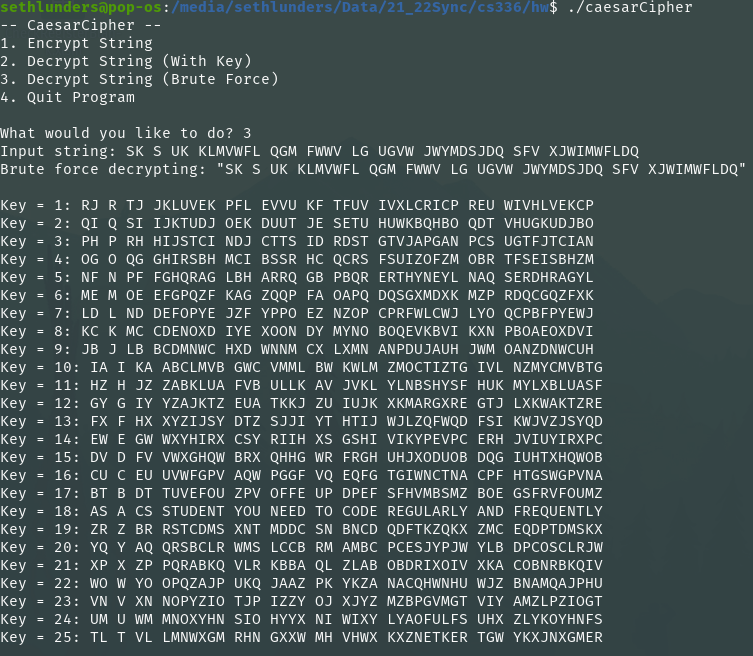 sethlunders@pop-os:/media/sethlunders/Data/21_22Sync/cs336/hw$ ./caesarCipher
-- CaesarCipher --
1. Encrypt String
2. Decrypt String (With Key)
3. Decrypt String (Brute Force)
4. Quit Program
What would you like to do? 3
Input string: SK S UK KLMVWFL QGM FWWV LG UGVW JWYMDSJDQ SFV XJWIMWFLDQ
Brute force decrypting: "SK S UK KLMVWFL QGM FWWV LG UGVW JWYMDSJDQ SFV XJWIMWFLDQ"
Key = 1: RJ R TJ JKLUVEK PFL EVVU KF TFUV IVXLCRICP REU WIVHLVEKCP
Key = 2: QI Q SI IJKTUDJ OEK DUUT JE SETU HUWKBQHBO QDT VHUGKUDJBO
Key = 3: PH P RH HIJSTCI NDJ CTTS ID RDST GTVJAPGAN PCS UGTFJTCIAN
Key = 4: OG O QG GHIRSBH MCI BSSR HC QCRS FSUIZOFZM OBR TFSEISBHZM
Key = 5: NF N PF FGHQRAG LBH ARRQ GB PBQR ERTHYNEYL NAQ SERDHRAGYL
Key = 6: ME M OE EFGPQZF KAG ZQQP FA OAPQ DQSGXMDXK MZP RDQCGQZFXK
Key = 7: LD L ND DEFOPYE JZF YPPO EZ NZOP CPRFWLCWJ LYO QCPBFPYEWJ
Key = 8: KC K MC CDENOXD IYE XOON DY MYNO BOQEVKBVI KXN PBOAEOXDVI
Key = 9: JB J LB BCDMNWC HXD WNNM CX LXMN ANPDUJAUH JWM OANZDNWCUH
Key = 10: IA I KA ABCLMVB GWC VMML BW KWLM ZMOCTIZTG IVL NZMYCMVBTG
Key = 11: HZ H JZ ZABKLUA FVB ULLK AV JVKL YLNBSHYSF HUK MYLXBLUASF
Key = 12: GY G IY YZAJKTZ EUA TKKJ ZU IUJK XKMARGXRE GTJ LXKWAKTZRE
Key = 13: FX F HX XYZIJSY DTZ SJJI YT HTIJ WJLZQFWQD FSI KWJVZJSYQD
Key = 14: EW E GW WXYHIRX CSY RIIH XS GSHI VIKYPEVPC ERH JVIUYIRXPC
Key = 15: DV D FV VWXGHQW BRX QHHG WR FRGH UHJXODUOB DQG IUHTXHQWOB
Key = 16: CU C EU UVWFGPV AQW PGGF VQ EQFG TGIWNCTNA CPF HTGSWGPVNA
Key = 17: BT B DT TUVEFOU ZPV OFFE UP DPEF SFHVMBSMZ BOE GSFRVFOUMZ
Key = 18: AS A CS STUDENT YOU NEED TO CODE REGULARLY AND FREQUENTLY
Key = 19: ZR Z BR RSTCDMS XNT MDDC SN BNCD QDFTKZQKX ZMC EQDPTDMSKX
Key = 20: YQ Y AQ QRSBCLR WMS LCCB RM AMBC PCESJYPJW YLB DPCOSCLRJW
Key = 21: XP X ZP PQRABKQ VLR KBBA QL ZLAB OBDRIXOIV XKA COBNRBKQIV
Key = 22: WO W YO OPQZAJP UKQ JAAZ PK YKZA NACQHWNHU WJZ BNAMQAJPHU
Key = 23: VN V XN NOPYZIO TJP IZZY OJ XJYZ MZBPGVMGT VIY AMZLPZIOGT
Key = 24: UM U WM MNOXYHN SIO HYYX NI WIXY LYAOFULFS UHX ZLYKOYHNFS
Key = 25: TL T VL LMNWXGM RHN GXXW MH VHWX KXZNETKER TGW YKXJNXGMER